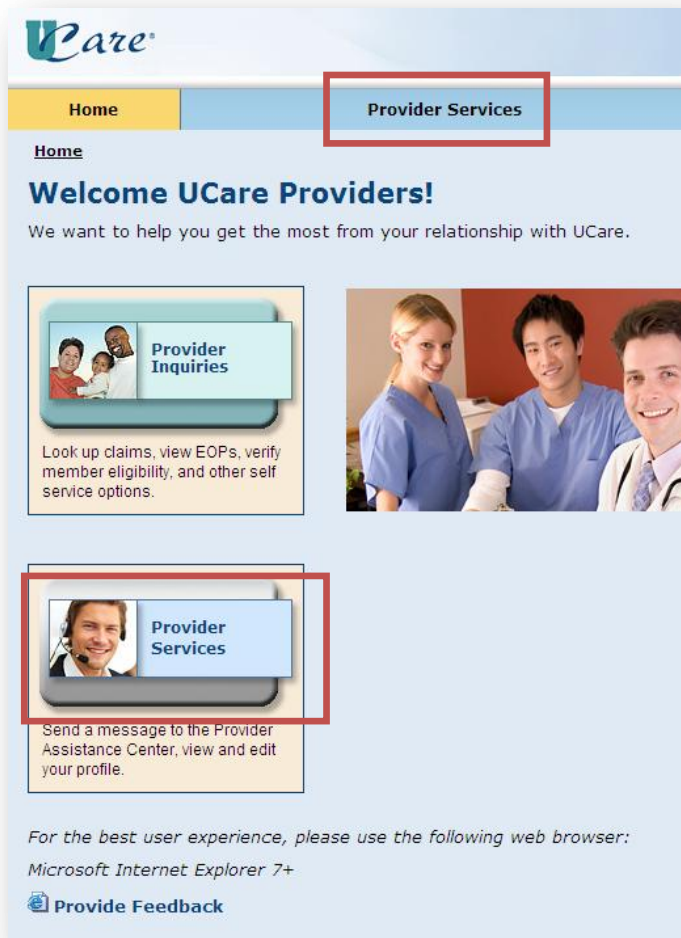 UCare®
Home
Provider Services
Home
Welcome UCare Providers!
We want to help you get the most from your relationship with UCare.
Provider
Inquiries
Look up claims, view EOPs, verify
member eligibility, and other self
service options.
Provider
Services
Send a message to the Provider
Assistance Center, view and edit
your profile.
For the best user experience, please use the following web browser:
Microsoft Internet Explorer 7+
Provide Feedback